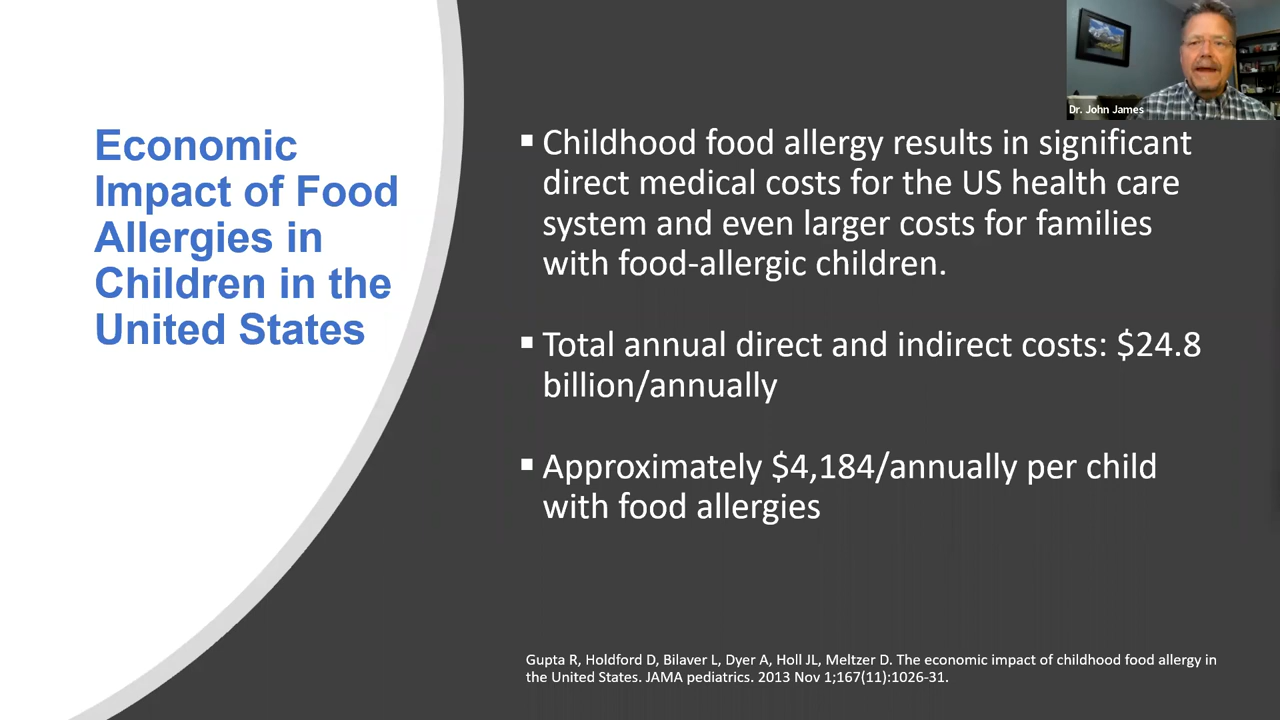 Dr. John James
Economic
Impact of Food
Allergies in
Children in the
United States
▪ Childhood food allergy results in significant
direct medical costs for the US health care
system and even larger costs for families
with food-allergic children.
▪ Total annual direct and indirect costs: $24.8
billion/annually
▪ Approximately $4,184/annually per child
with food allergies
Gupta R, Holdford D, Bilaver L, Dyer A, Holl JL, Meltzer D. The economic impact of childhood food allergy in
the United States. JAMA pediatrics. 2013 Nov 1;167(11):1026-31.